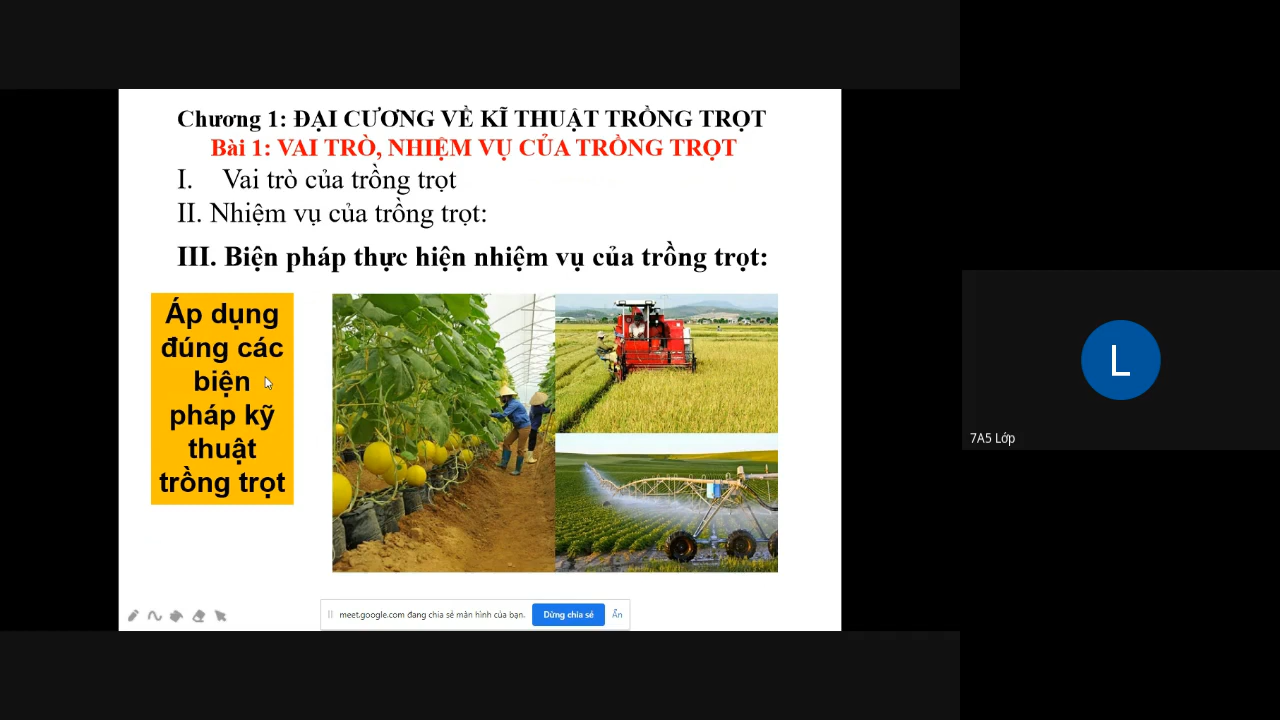 Chương 1: ĐẠI CƯƠNG VỀ KĨ THUẬT TRỒNG TRỌT
Bài 1: VAI TRÒ, NHIỆM VỤ CỦA TRỒNG TRỌT
I. Vai trò của trồng trọt
II. Nhiệm vụ của trồng trọt:
III. Biện pháp thực hiện nhiệm vụ của trồng trọt:
Áp dụng
đúng các
biện
pháp kỹ
thuật
trồng trọt
L
7A5 Lớp
meet.google.com đang chia sẻ màn hình của bạn.
Dừng chia sẻ
Ẩn